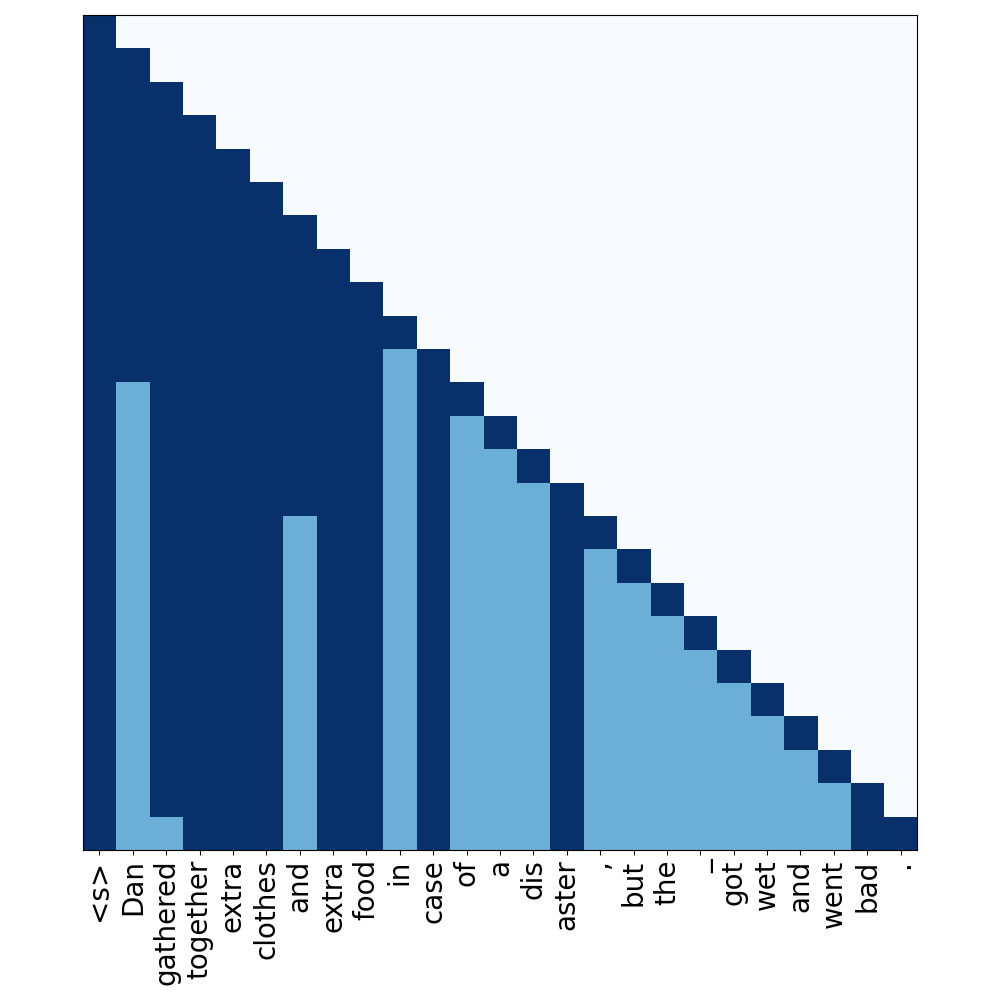 <s>
Dan
gathered
together
extra
clothes
and
extra
food
in
case
of
a
dis
aster
,
but
the
_
got
wet
and
went
bad
.